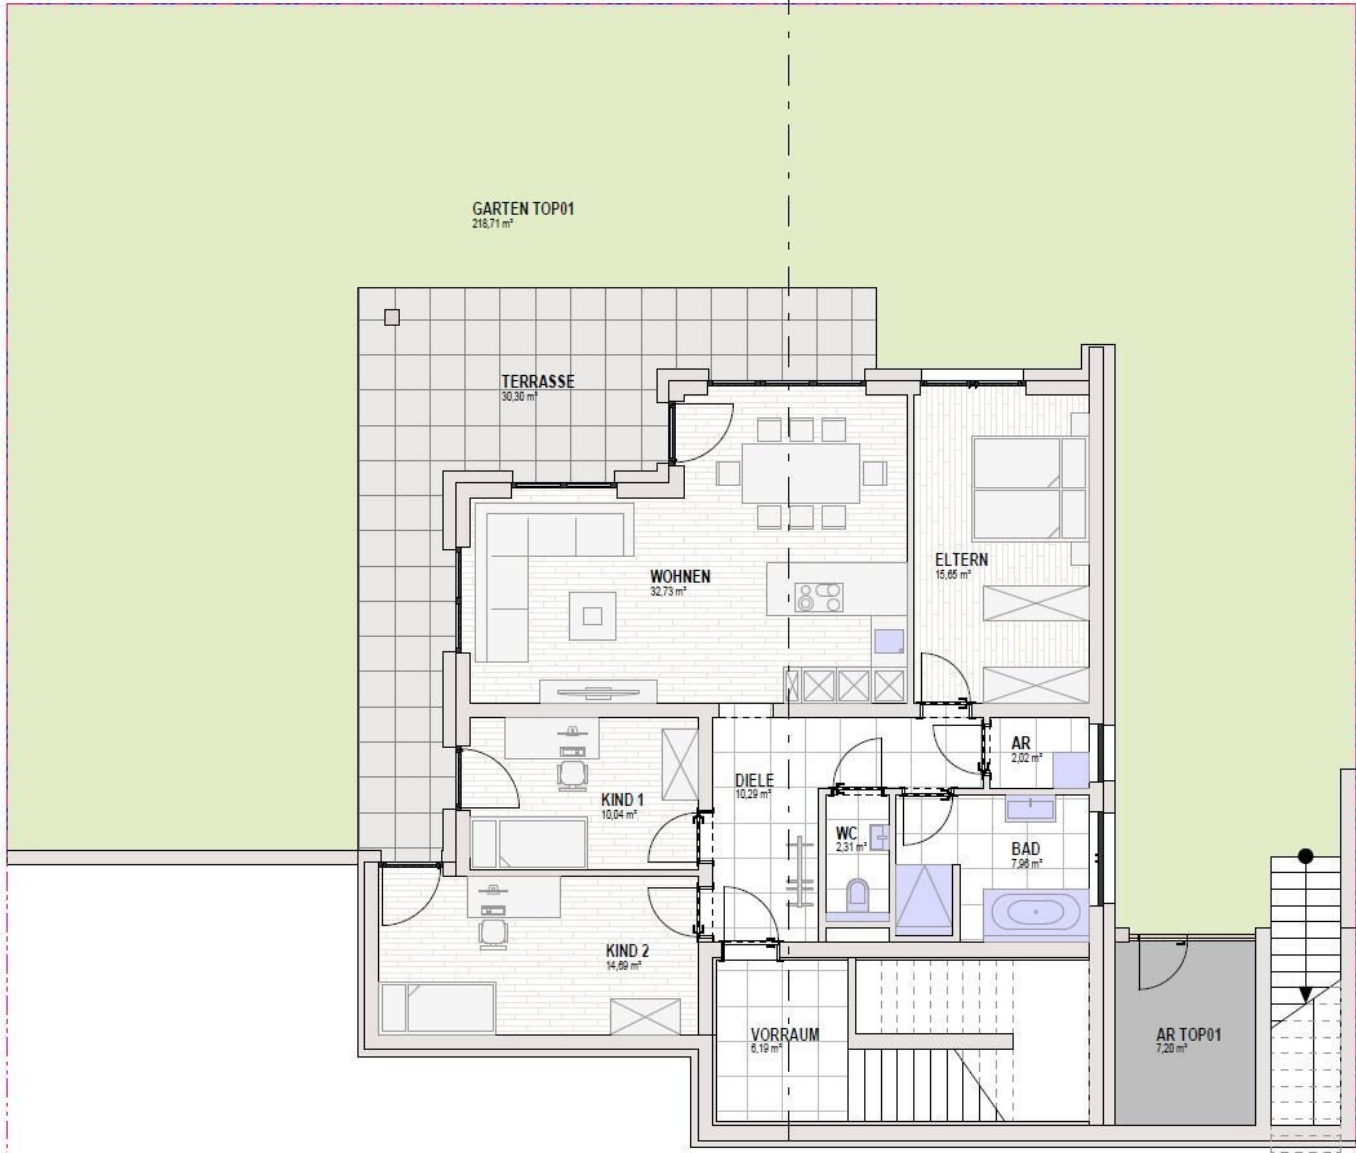 GARTEN TOP01
218,71 m²
TERRASSE
30,30 m²
WOHNEN
32,73 m²
ELTERN
15,65 m²
AR
2,02 m²
DIELE
10,29 m²
KIND 1
10,04 m²
WC
2,31 m²
BAD
7,96 m²
KIND 2
14,69 m²
VORRAUM
6,19 m²
AR TOP01
7,20 m²